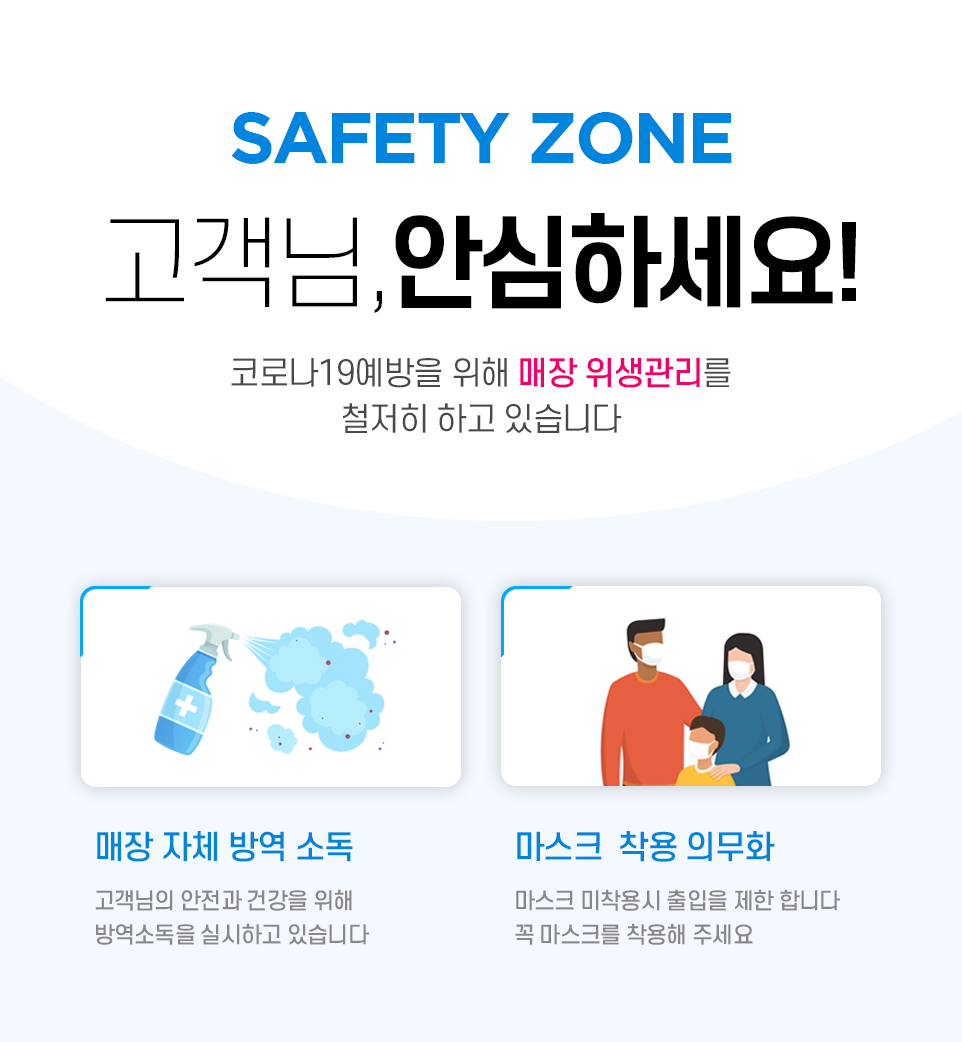 SAFETY ZONE
고객님, 안심하세요!
코로나19예방을 위해 매장 위생관리를
철저히 하고 있습니다
매장 자체 방역 소독
고객님의 안전과 건강을 위해
방역소독을 실시하고 있습니다
마스크 착용 의무화
마스크 미착용시 출입을 제한 합니다
꼭 마스크를 착용해 주세요